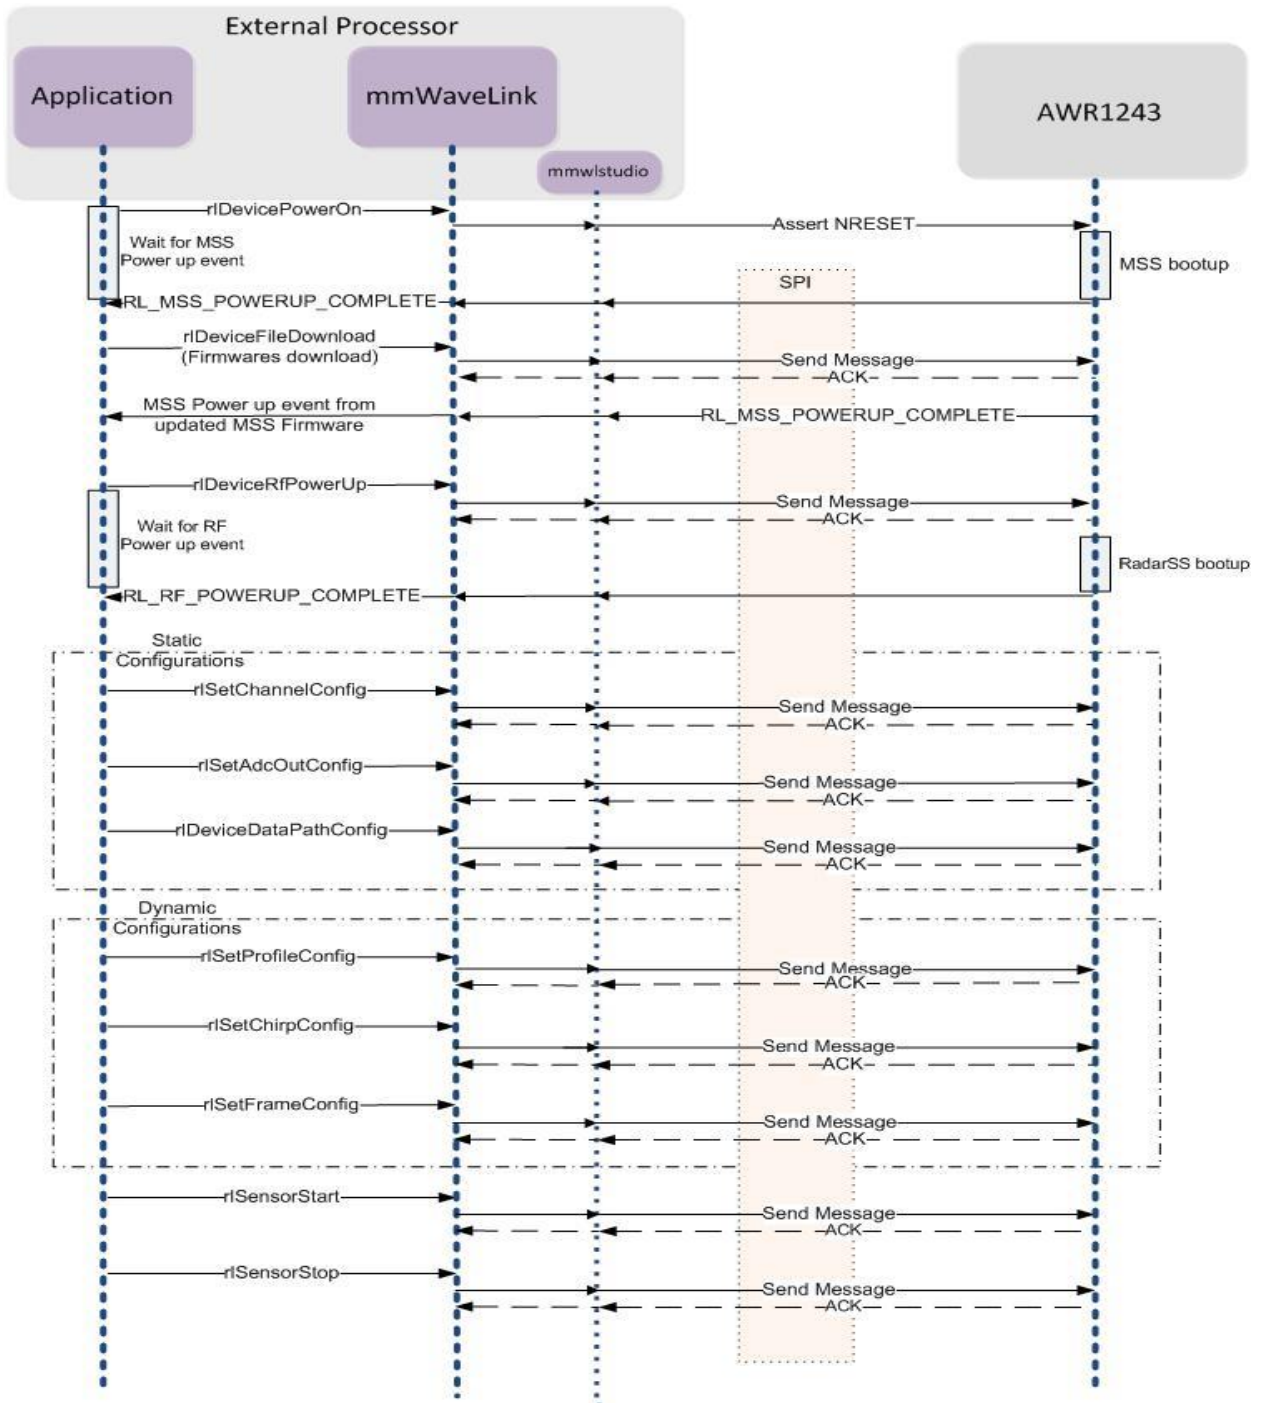 External Processor
Application
mmWaveLink
AWR1243
mmwlstudio
rlDevicePowerOn
Assert NRESET
Wait for MSS
Power up event
MSS bootup
SPI
RL_MSS_POWERUP_COMPLETE
rlDeviceFileDownload
(Firmwares download)
Send Message
ACK
MSS Power up event from
updated MSS Firmware
RL_MSS_POWERUP_COMPLETE
rlDeviceRfPowerUp
Send Message
ACK
Wait for RF
Power up event
RadarSS bootup
RL_RF_POWERUP_COMPLETE
Static
Configurations
rlSetChannelConfig
Send Message
ACK
rlSetAdcOutConfig
Send Message
ACK
rlDeviceDataPathConfig
Send Message
ACK
Dynamic
Configurations
rlSetProfileConfig
Send Message
ACK
rlSetChirpConfig
Send Message
ACK
rlSetFrameConfig
Send Message
ACK
rlSensorStart
Send Message
ACK
rlSensorStop
Send Message
ACK